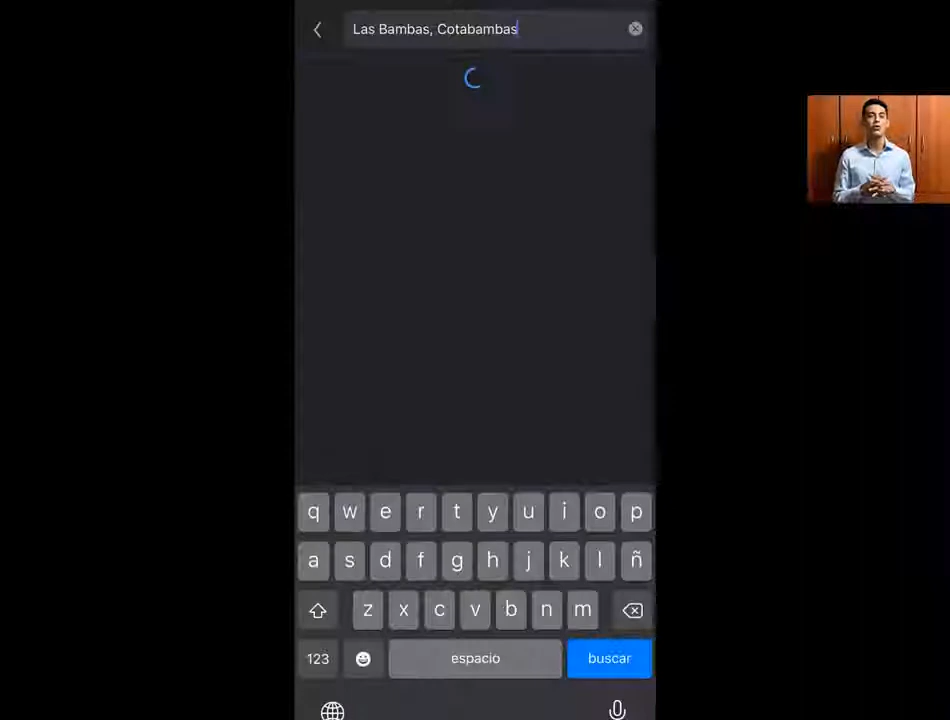 Las Bambas, Cotabambas
q w e r t y u i o p
a s d f g h j k l ñ
z x c v b n m
123 espacio buscar